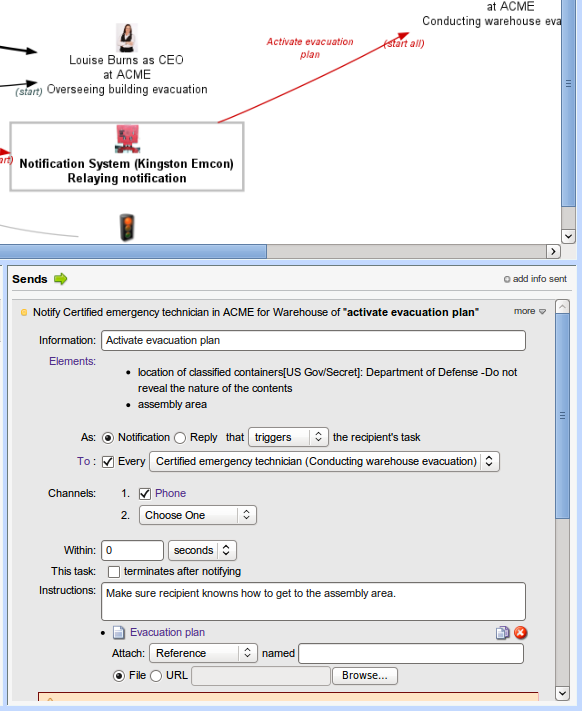 at ACME
Conducting warehouse eva
Activate evacuation
plan
(start all)
Louise Burns as CEO
at ACME
(start) Overseeing building evacuation
art)
Notification System (Kingston Emcon)
Relaying notification
Sends
add info sent
Notify Certified emergency technician in ACME for Warehouse of "activate evacuation plan" more
Information: Activate evacuation plan
Elements:
• location of classified containers[US Gov/Secret]: Department of Defense -Do not
reveal the nature of the contents
• assembly area
As: Notification Reply that triggers the recipient's task
To : Every Certified emergency technician (Conducting warehouse evacuation)
Channels: 1. Phone
2. Choose One
Within: 0 seconds
This task: terminates after notifying
Instructions: Make sure recipient knowns how to get to the assembly area.
• Evacuation plan
Attach: Reference named
File URL Browse...